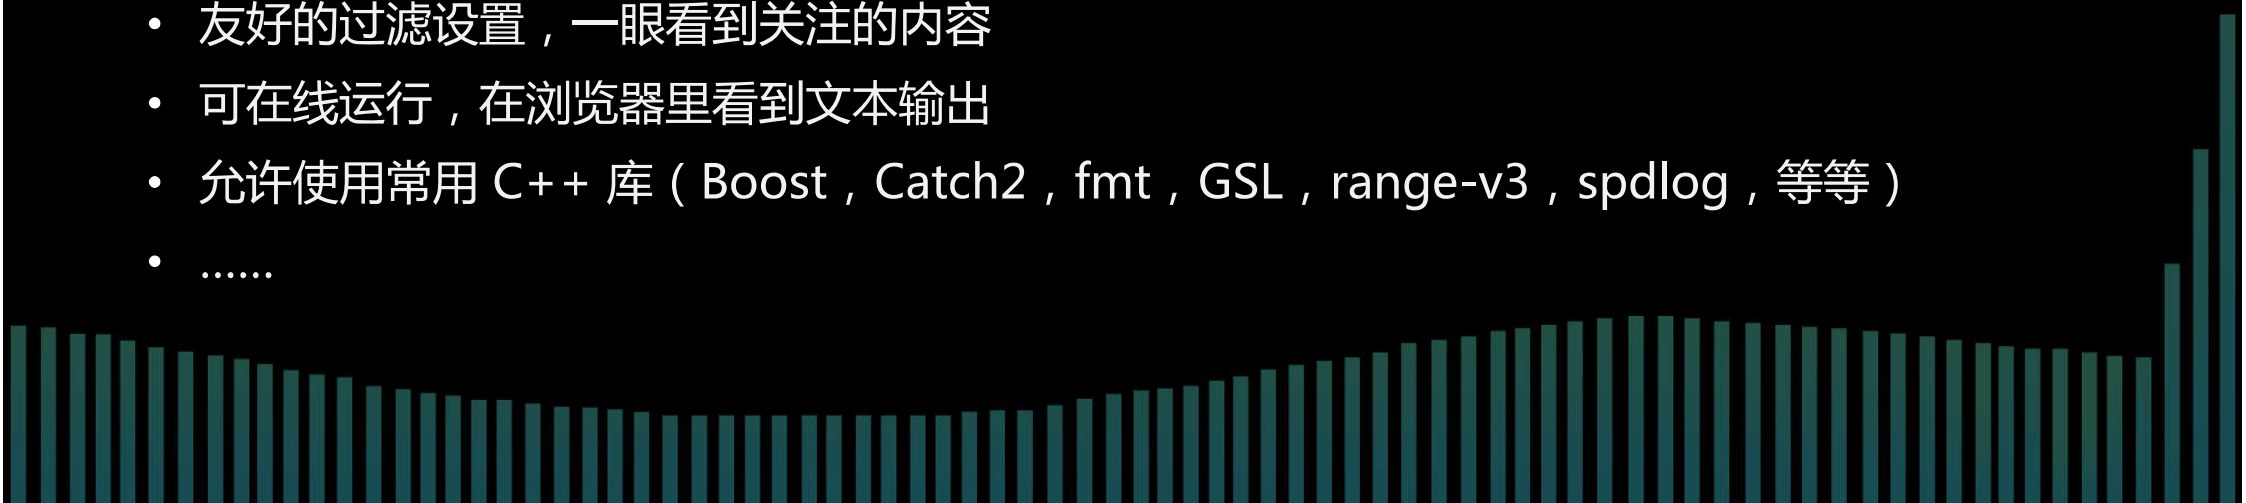 • 友好的过滤设置，一眼看到关注的内容
• 可在线运行，在浏览器里看到文本输出
• 允许使用常用 C++ 库（Boost，Catch2，fmt，GSL，range-v3，spdlog，等等）
• ……